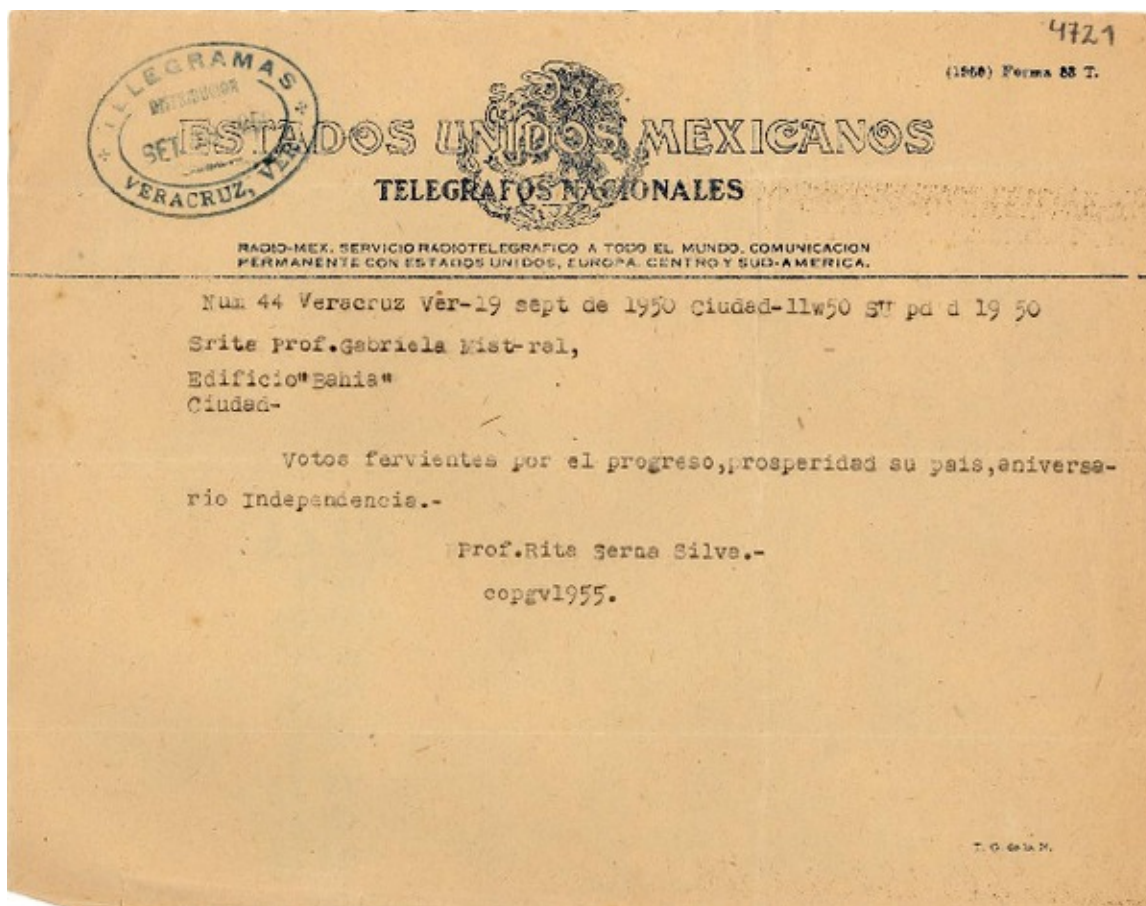 4721
(1950) Forma 83 T.
TELEGRAMAS
DISTRIBUIDOR
SET.
VERACRUZ, VER.
ESTADOS UNIDOS MEXICANOS
TELEGRAFOS NACIONALES
RADIO-MEX. SERVICIO RADIOTELEGRAFICO A TODO EL MUNDO. COMUNICACION
PERMANENTE CON ESTADOS UNIDOS, EUROPA. CENTRO Y SUD-AMERICA.
Num 44 Veracruz Ver-19 sept de 1950 Ciudad-11w50 SU pd d 19 50
Srite Prof.Gabriela Mist-ral,
Edificio"Bahia"
Ciudad-
Votos fervientes por el progreso,prosperidad su pais,aniversa-
rio Independencia.-
Prof.Rita Serna Silva.-
copgv1955.
T. G. de la N.